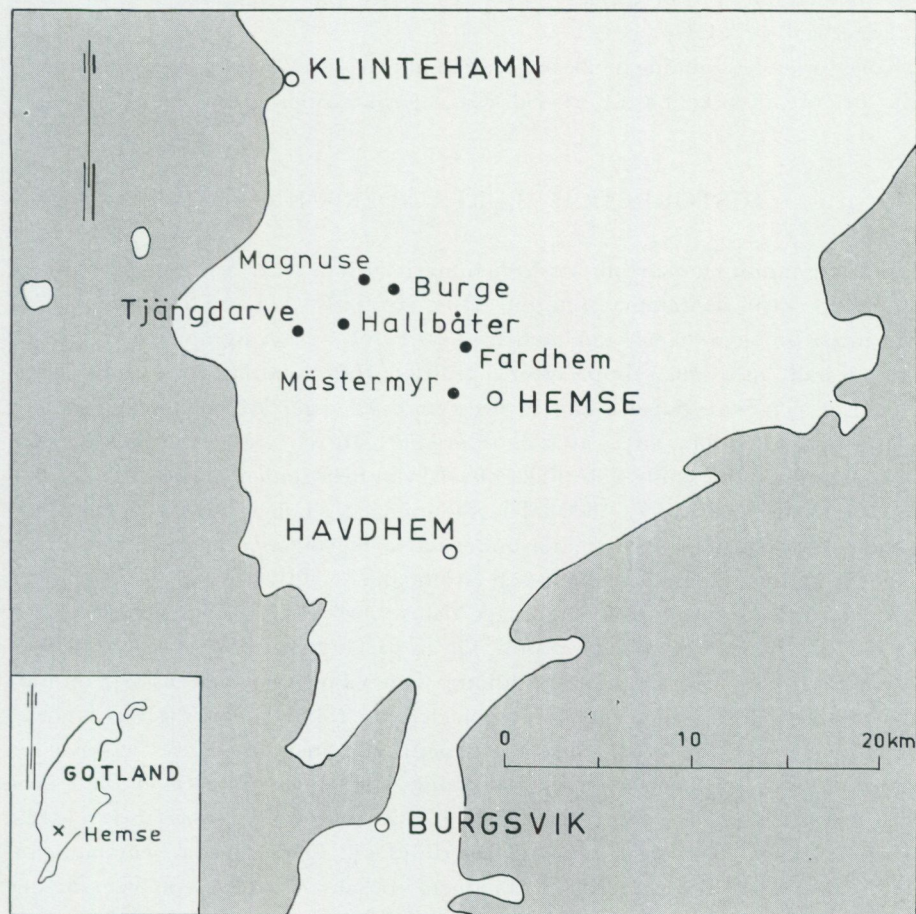 KLINTEHAMN
Magnuse
Burge
Tjängdarve
Hallbåter
Fardhem
Mästermyr
HEMSE
HAVDHEM
0 10 20km
GOTLAND
Hemse
BURGSVIK